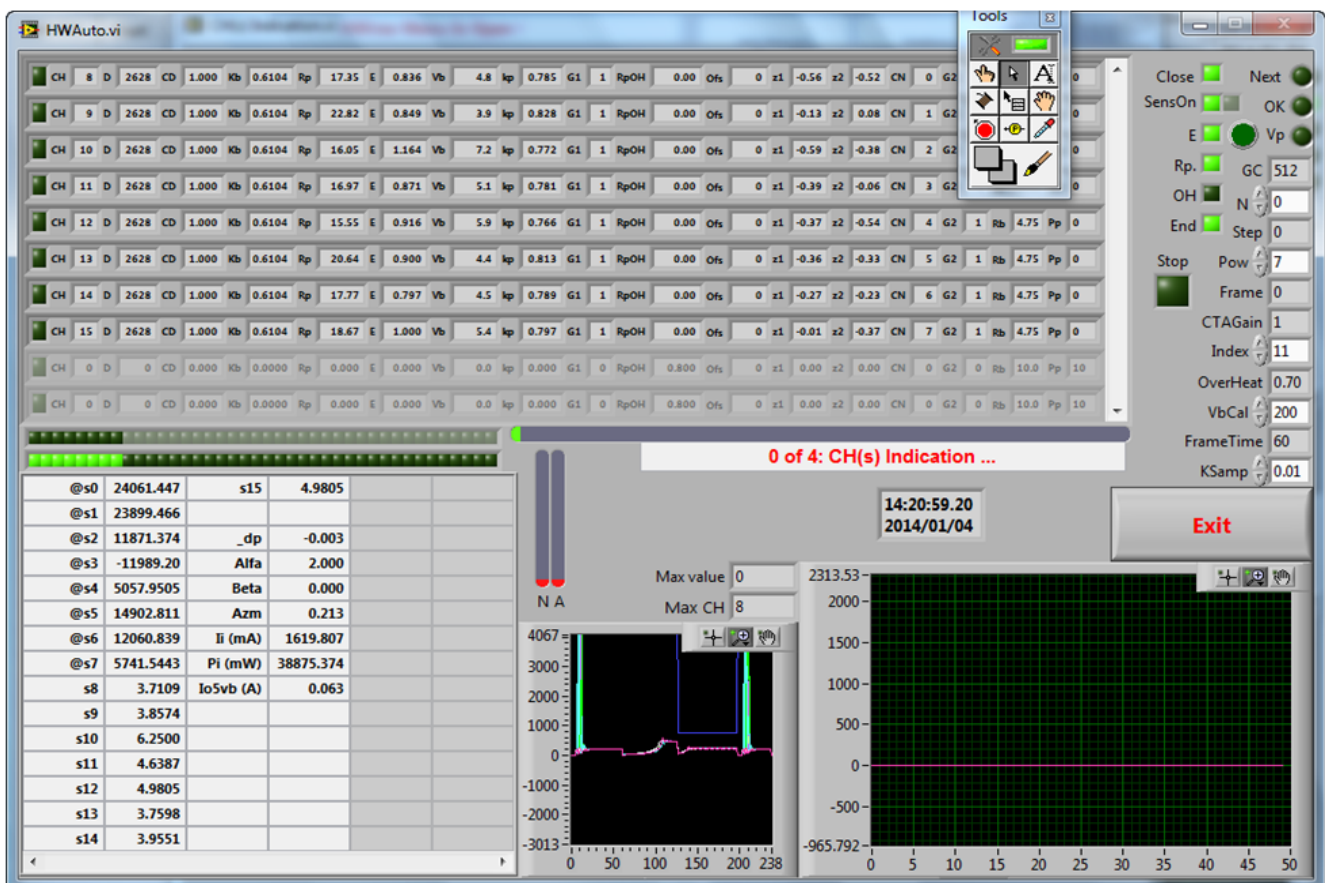 HWAuto.vi
Tools
CH 8 D 2628 CD 1.000 Kb 0.6104 Rp 17.35 E 0.836 Vb 4.8 kp 0.785 G1 1 RpOH 0.00 Ofs 0 z1 -0.56 z2 -0.52 CN 0 G2 0
CH 9 D 2628 CD 1.000 Kb 0.6104 Rp 22.82 E 0.849 Vb 3.9 kp 0.828 G1 1 RpOH 0.00 Ofs 0 z1 -0.13 z2 0.08 CN 1 G2 0
CH 10 D 2628 CD 1.000 Kb 0.6104 Rp 16.05 E 1.164 Vb 7.2 kp 0.772 G1 1 RpOH 0.00 Ofs 0 z1 -0.59 z2 -0.38 CN 2 G2 0
CH 11 D 2628 CD 1.000 Kb 0.6104 Rp 16.97 E 0.871 Vb 5.1 kp 0.781 G1 1 RpOH 0.00 Ofs 0 z1 -0.39 z2 -0.06 CN 3 G2 0
CH 12 D 2628 CD 1.000 Kb 0.6104 Rp 15.55 E 0.916 Vb 5.9 kp 0.766 G1 1 RpOH 0.00 Ofs 0 z1 -0.37 z2 -0.54 CN 4 G2 1 Rb 4.75 Pp 0
CH 13 D 2628 CD 1.000 Kb 0.6104 Rp 20.64 E 0.900 Vb 4.4 kp 0.813 G1 1 RpOH 0.00 Ofs 0 z1 -0.36 z2 -0.33 CN 5 G2 1 Rb 4.75 Pp 0
CH 14 D 2628 CD 1.000 Kb 0.6104 Rp 17.77 E 0.797 Vb 4.5 kp 0.789 G1 1 RpOH 0.00 Ofs 0 z1 -0.27 z2 -0.23 CN 6 G2 1 Rb 4.75 Pp 0
CH 15 D 2628 CD 1.000 Kb 0.6104 Rp 18.67 E 1.000 Vb 5.4 kp 0.797 G1 1 RpOH 0.00 Ofs 0 z1 -0.01 z2 -0.37 CN 7 G2 1 Rb 4.75 Pp 0
CH 0 D 0 CD 0.000 Kb 0.0000 Rp 0.000 E 0.000 Vb 0.0 kp 0.000 G1 0 RpOH 0.800 Ofs 0 z1 0.00 z2 0.00 CN 0 G2 0 Rb 10.0 Pp 10
CH 0 D 0 CD 0.000 Kb 0.0000 Rp 0.000 E 0.000 Vb 0.0 kp 0.000 G1 0 RpOH 0.800 Ofs 0 z1 0.00 z2 0.00 CN 0 G2 0 Rb 10.0 Pp 10
Close Next
SensOn OK
E Vp
Rp. GC 512
OH N 0
End Step 0
Stop Pow 7
Frame 0
CTAGain 1
Index 11
OverHeat 0.70
VbCal 200
FrameTime 60
KSamp 0.01
0 of 4: CH(s) Indication ...
14:20:59.20
2014/01/04
Exit
@s0 24061.447 s15 4.9805
@s1 23899.466
@s2 11871.374 _dp -0.003
@s3 -11989.20 Alfa 2.000
@s4 5057.9505 Beta 0.000
@s5 14902.811 Azm 0.213
@s6 12060.839 Ii (mA) 1619.807
@s7 5741.5443 Pi (mW) 38875.374
s8 3.7109 Io5vb (A) 0.063
s9 3.8574
s10 6.2500
s11 4.6387
s12 4.9805
s13 3.7598
s14 3.9551
N A
Max value 0
Max CH 8
4067
3000
2000
1000
0
-1000
-2000
-3013
0 50 100 150 200 238
2313.53
2000
1500
1000
500
0
-500
-965.792
0 5 10 15 20 25 30 35 40 45 50